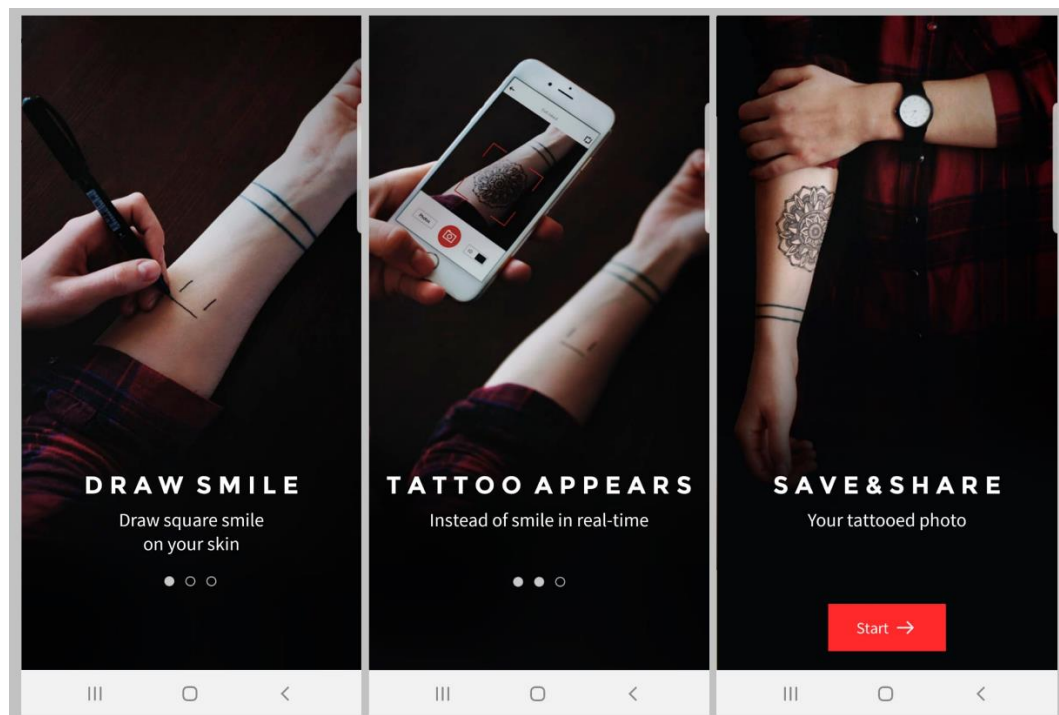 DRAW SMILE
Draw square smile
on your skin
TATTOO APPEARS
Instead of smile in real-time
SAVE&SHARE
Your tattooed photo
Start →